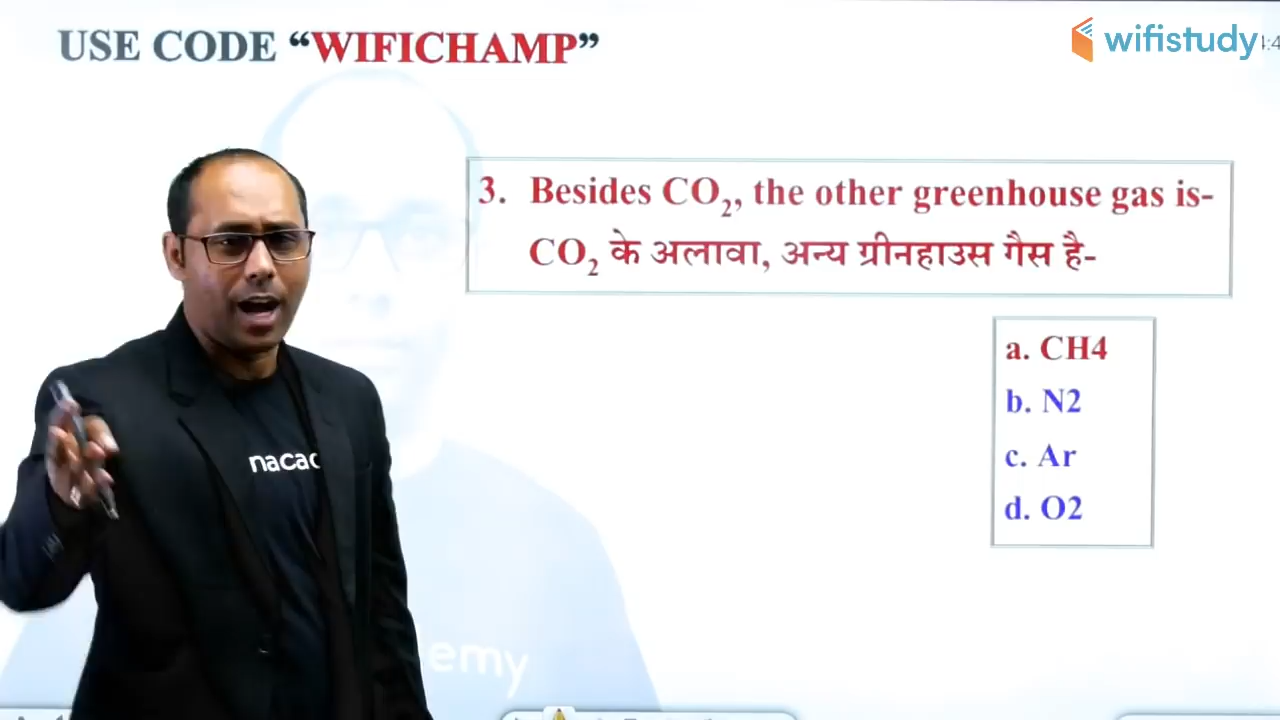 USE CODE “WIFICHAMP”
wifistudy
3. Besides CO₂, the other greenhouse gas is-
CO₂ के अलावा, अन्य ग्रीनहाउस गैस है-
a. CH4
b. N2
c. Ar
d. O2
nacac
emy